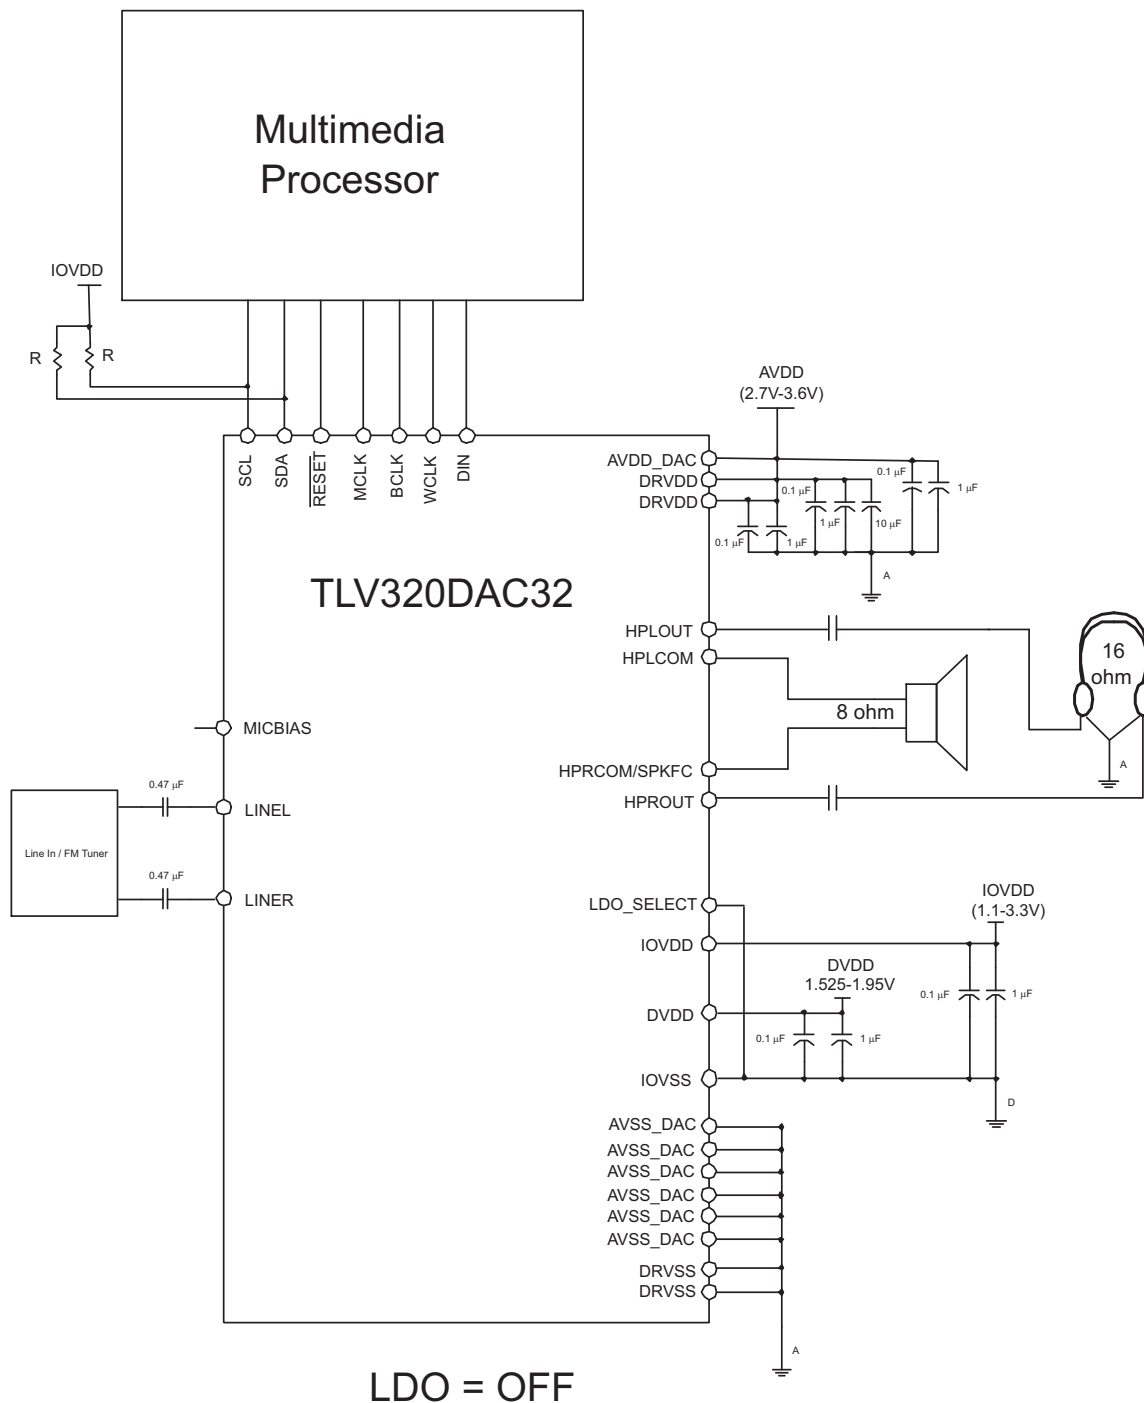 Multimedia
Processor
IOVDD
R
R
SCL
SDA
RESET
MCLK
BCLK
WCLK
DIN
AVDD
(2.7V-3.6V)
AVDD_DAC
DRVDD
DRVDD
0.1 µF
1 µF
0.1 µF
1 µF
10 µF
0.1 µF
1 µF
A
TLV320DAC32
HPLOUT
HPLCOM
16
ohm
8 ohm
A
MICBIAS
HPRCOM/SPKFC
HPROUT
0.47 µF
LINEL
Line In / FM Tuner
0.47 µF
LINER
LDO_SELECT
IOVDD
(1.1-3.3V)
IOVDD
DVDD
1.525-1.95V
0.1 µF
1 µF
DVDD
0.1 µF
1 µF
IOVSS
D
AVSS_DAC
AVSS_DAC
AVSS_DAC
AVSS_DAC
AVSS_DAC
AVSS_DAC
DRVSS
DRVSS
A
LDO = OFF